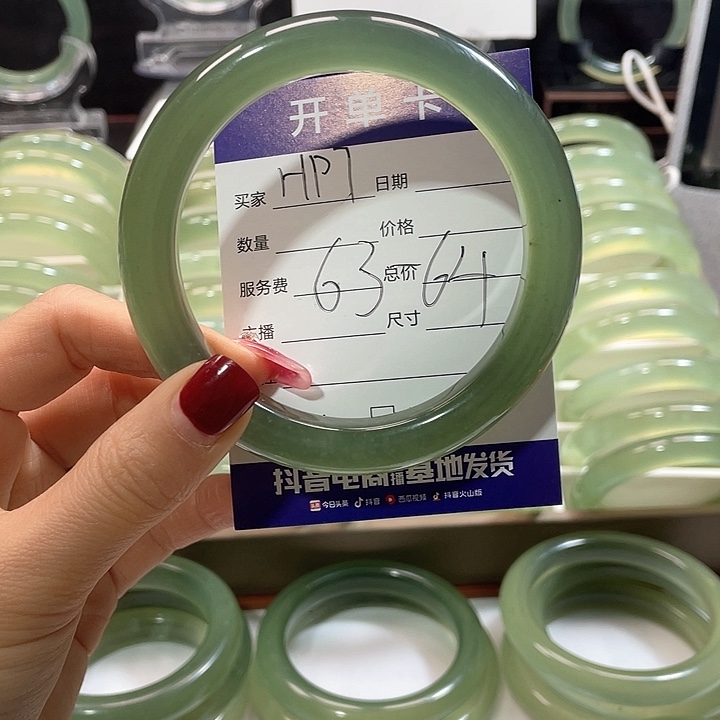 开单卡
买家 HP7 日期
数量 价格
服务费 63 总价 64
主播 尺寸
抖音电商直播基地发货
今日头条 抖音 西瓜视频 抖音火山版